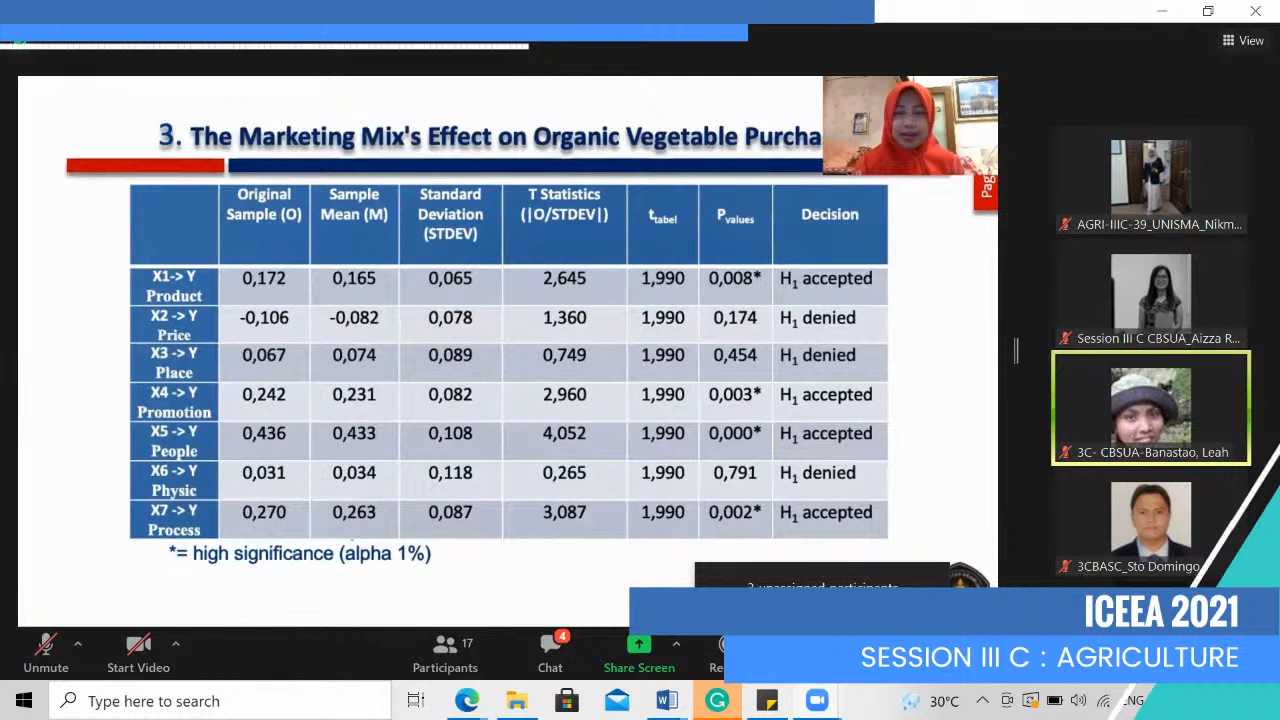 View
3. The Marketing Mix's Effect on Organic Vegetable Purcha
Pag
Original Sample (O) Sample Mean (M) Standard Deviation (STDEV) T Statistics (|O/STDEV|) t tabel P values Decision
X1-> Y Product 0,172 0,165 0,065 2,645 1,990 0,008* H1 accepted
X2 -> Y Price -0,106 -0,082 0,078 1,360 1,990 0,174 H1 denied
X3 -> Y Place 0,067 0,074 0,089 0,749 1,990 0,454 H1 denied
X4 -> Y Promotion 0,242 0,231 0,082 2,960 1,990 0,003* H1 accepted
X5 -> Y People 0,436 0,433 0,108 4,052 1,990 0,000* H1 accepted
X6 -> Y Physic 0,031 0,034 0,118 0,265 1,990 0,791 H1 denied
X7 -> Y Process 0,270 0,263 0,087 3,087 1,990 0,002* H1 accepted
*= high significance (alpha 1%)
AGRI-IIIC-39_UNISMA_Nikm...
Session III C CBSUA_Aizza R...
3C- CBSUA-Banastao, Leah
3CBASC_Sto Domingo
unassigned participants
ICEEA 2021
SESSION III C : AGRICULTURE
Unmute
Start Video
17
Participants
4
Chat
Share Screen
Re
Type here to search
30°C
ENG